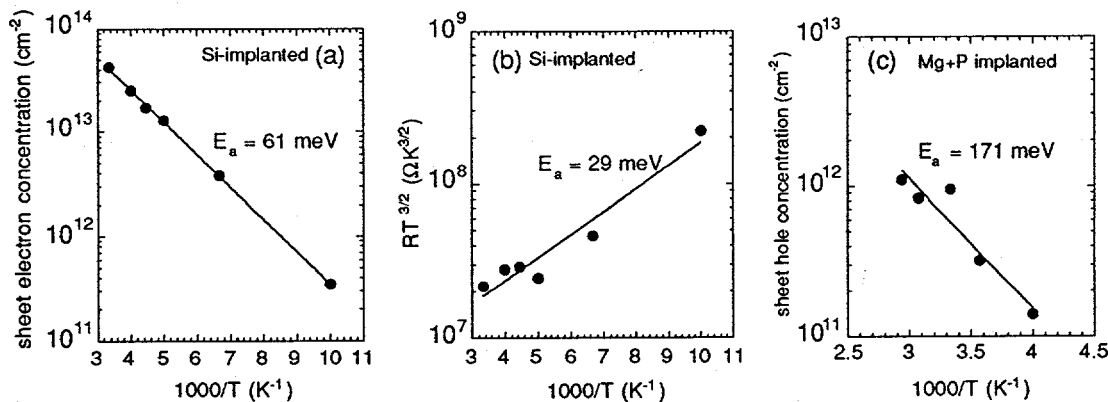 10^14
10^13
10^12
10^11
sheet electron concentration (cm^-2)
Si-implanted (a)
E_a = 61 meV
3 4 5 6 7 8 9 10 11
1000/T (K^-1)
10^9
10^8
10^7
RT^3/2 (ΩK^3/2)
(b) Si-implanted
E_a = 29 meV
3 4 5 6 7 8 9 10 11
1000/T (K^-1)
10^13
10^12
10^11
sheet hole concentration (cm^-2)
(c) Mg+P implanted
E_a = 171 meV
2.5 3 3.5 4 4.5
1000/T (K^-1)